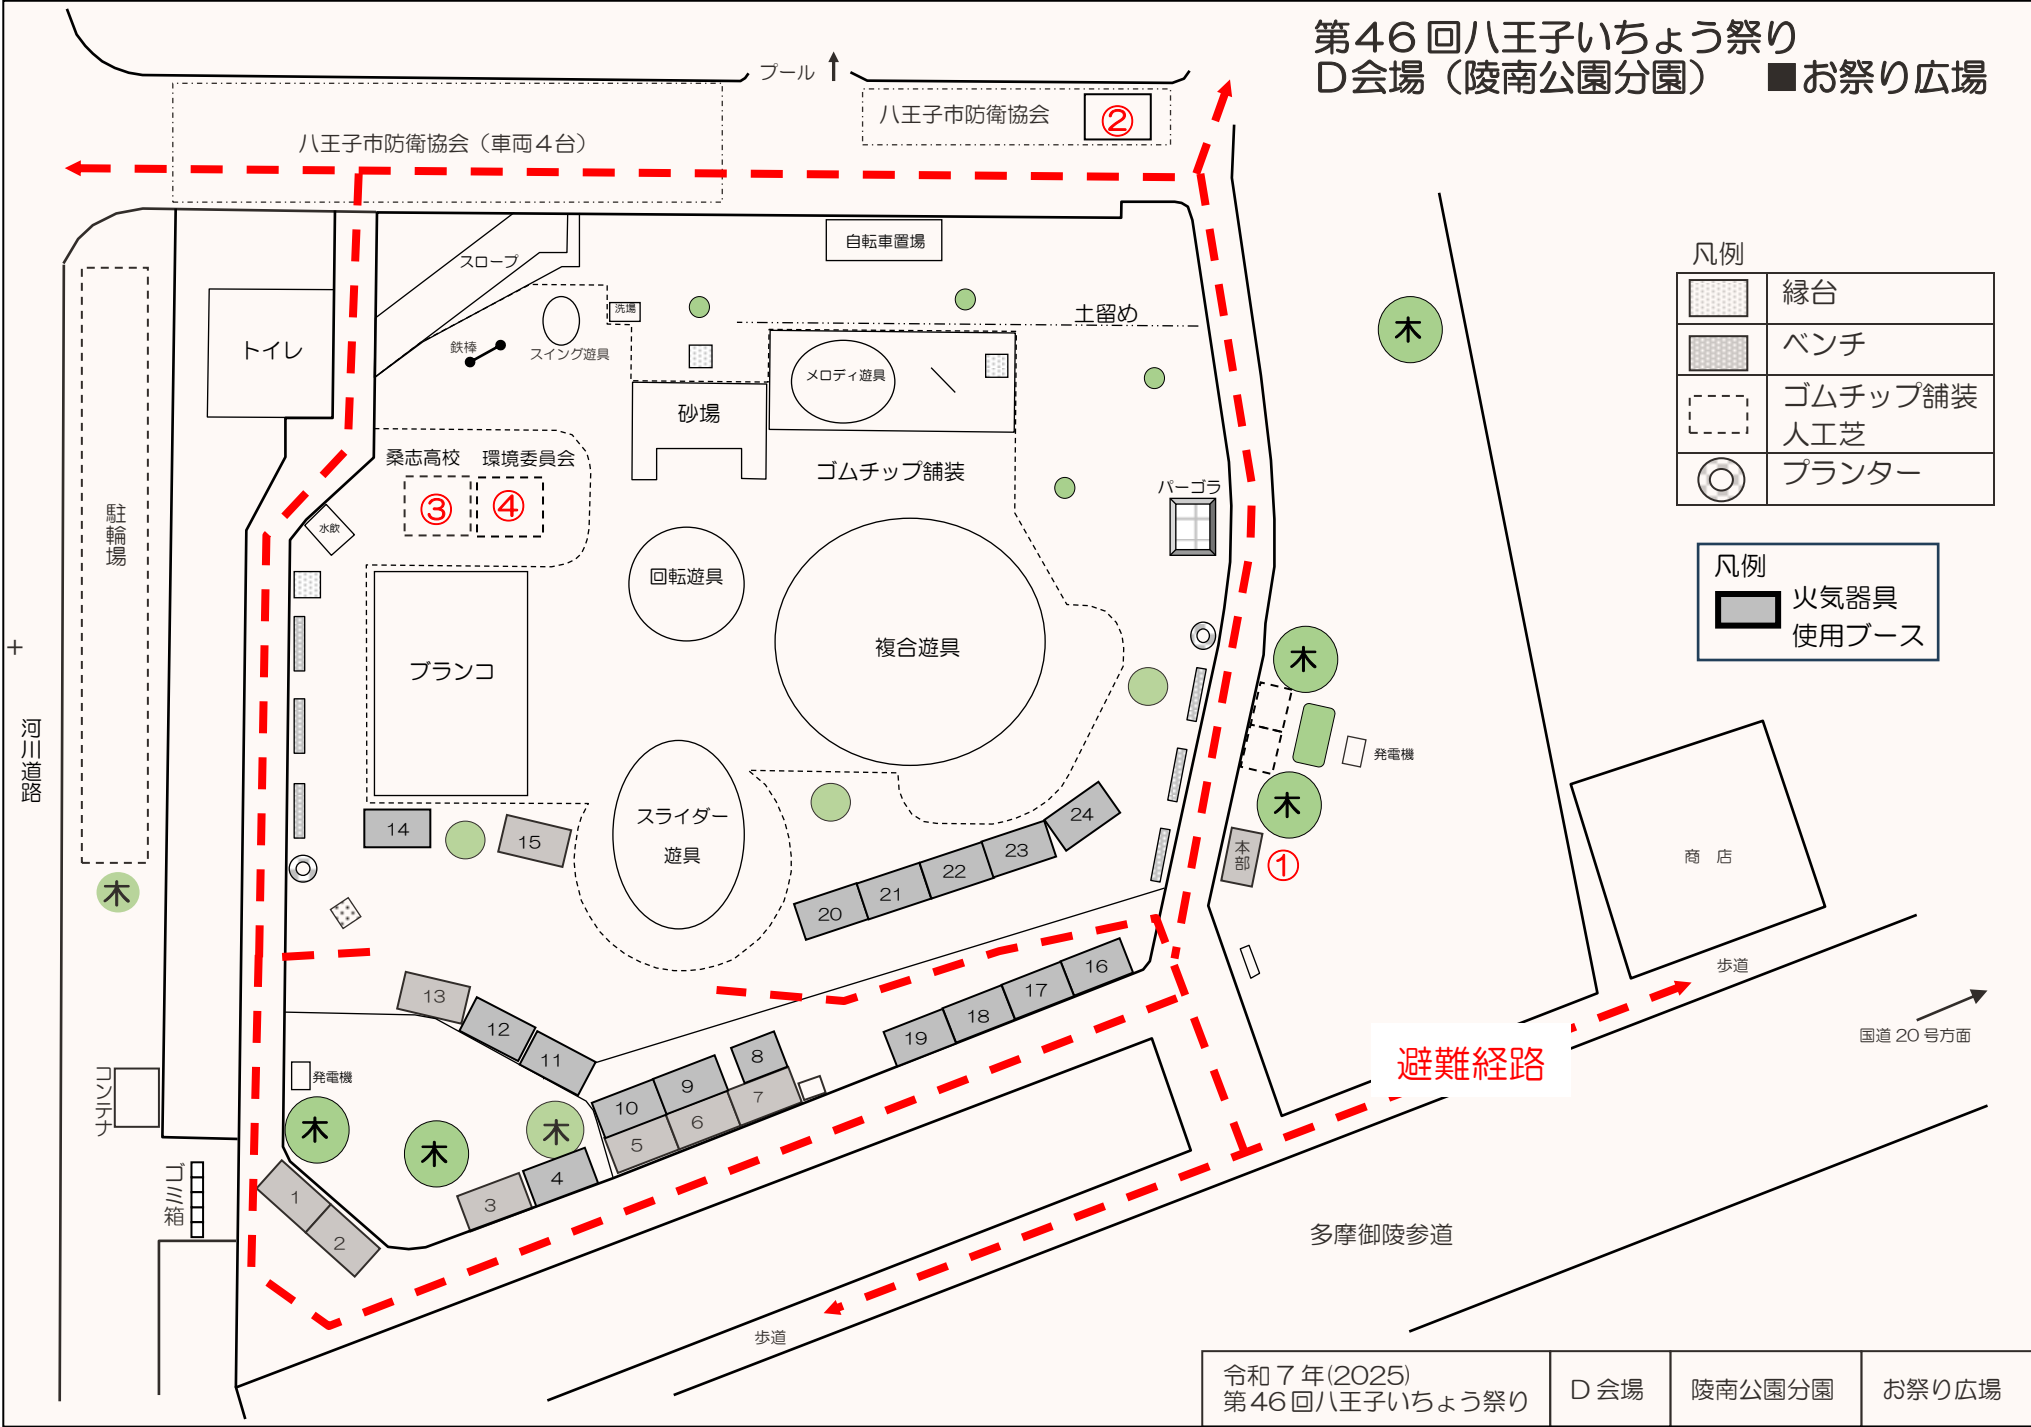 第46回八王子いちょう祭り
D会場（陵南公園分園）　■お祭り広場
プール
八王子市防衛協会
②
八王子市防衛協会（車両4台）
自転車置場
スロープ
凡例
縁台
ベンチ
ゴムチップ舗装
人工芝
プランター
洗場
土留め
木
トイレ
鉄棒
スイング遊具
メロディ遊具
砂場
桑志高校
環境委員会
ゴムチップ舗装
③
④
パーゴラ
水飲
駐輪場
凡例
火気器具
使用ブース
回転遊具
複合遊具
ブランコ
木
河川道路
発電機
木
スライダー
遊具
14
15
24
23
22
21
20
本部
①
商　店
木
歩道
国道20号方面
13
12
11
16
17
18
19
避難経路
発電機
コンテナ
8
9
10
7
6
5
木
木
木
4
3
1
2
ゴミ箱
多摩御陵参道
歩道
令和7年(2025)
第46回八王子いちょう祭り
D会場
陵南公園分園
お祭り広場